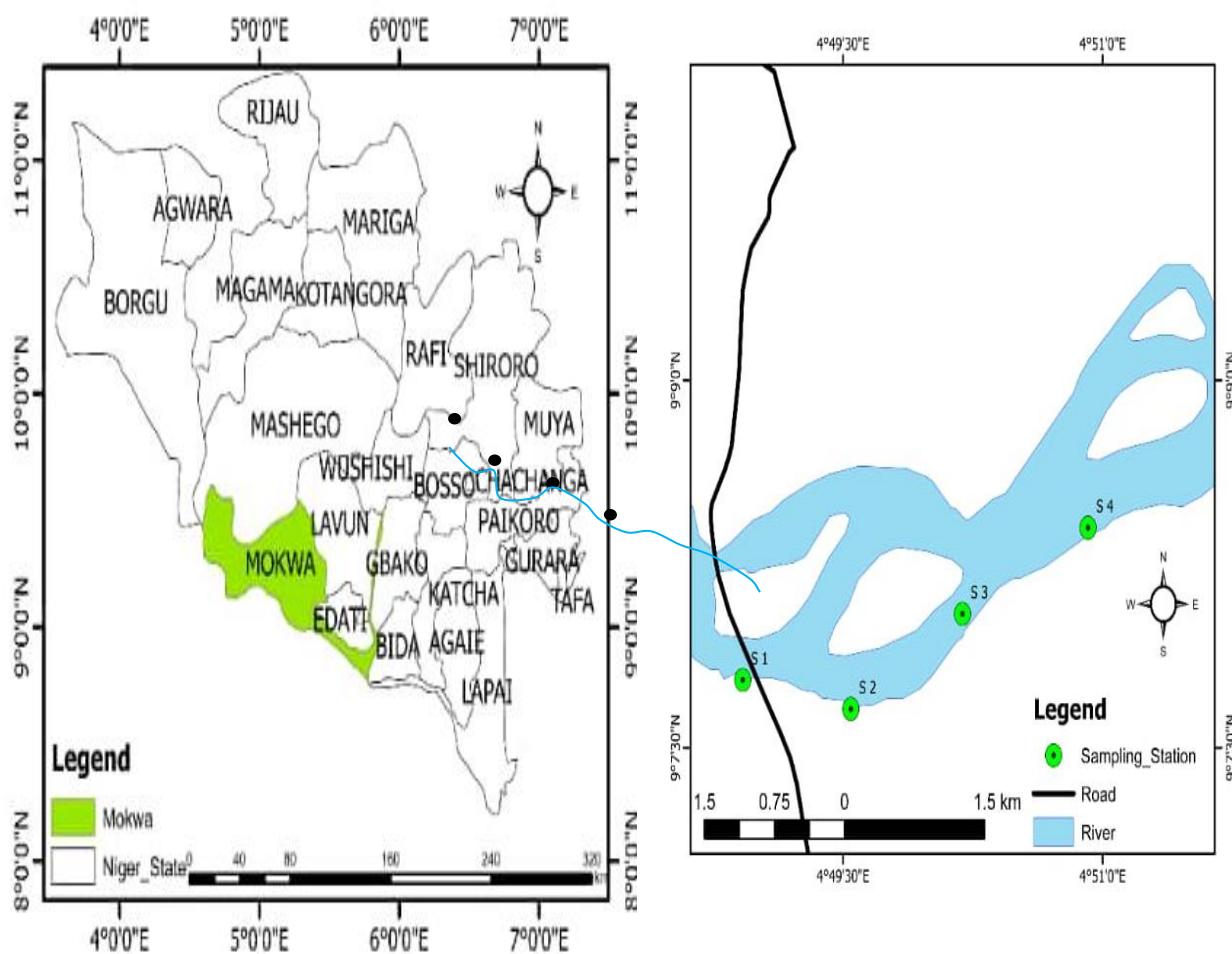 4°0'0"E 5°0'0"E 6°0'0"E 7°0'0"E
11°0'0"N
10°0'0"N
9°0'0"N
8°0'0"N
11°0'0"N
10°0'0"N
9°0'0"N
8°0'0"N
N
W E
S
RIJAU
AGWARA
MARIGA
BORGU
MAGAMA
KOTANGORA
RAFI
SHIRORO
MASHEGO
MUYA
WUSHISHI
BOSSO
CHACHANGA
LAVUN
PAIKORO
MOKWA
GBAKO
GURARA
KATCHA
TAFA
EDATI
BIDA
AGAIE
LAPAI
Legend
Mokwa
Niger_State
0 40 80 160 240 320
km
4°0'0"E 5°0'0"E 6°0'0"E 7°0'0"E
4°49'30"E 4°51'0"E
9°9'0"N
9°7'30"N
S 4
S 3
S 1
S 2
N
W E
S
Legend
Sampling_Station
Road
River
1.5 0.75 0 1.5 km
4°49'30"E 4°51'0"E